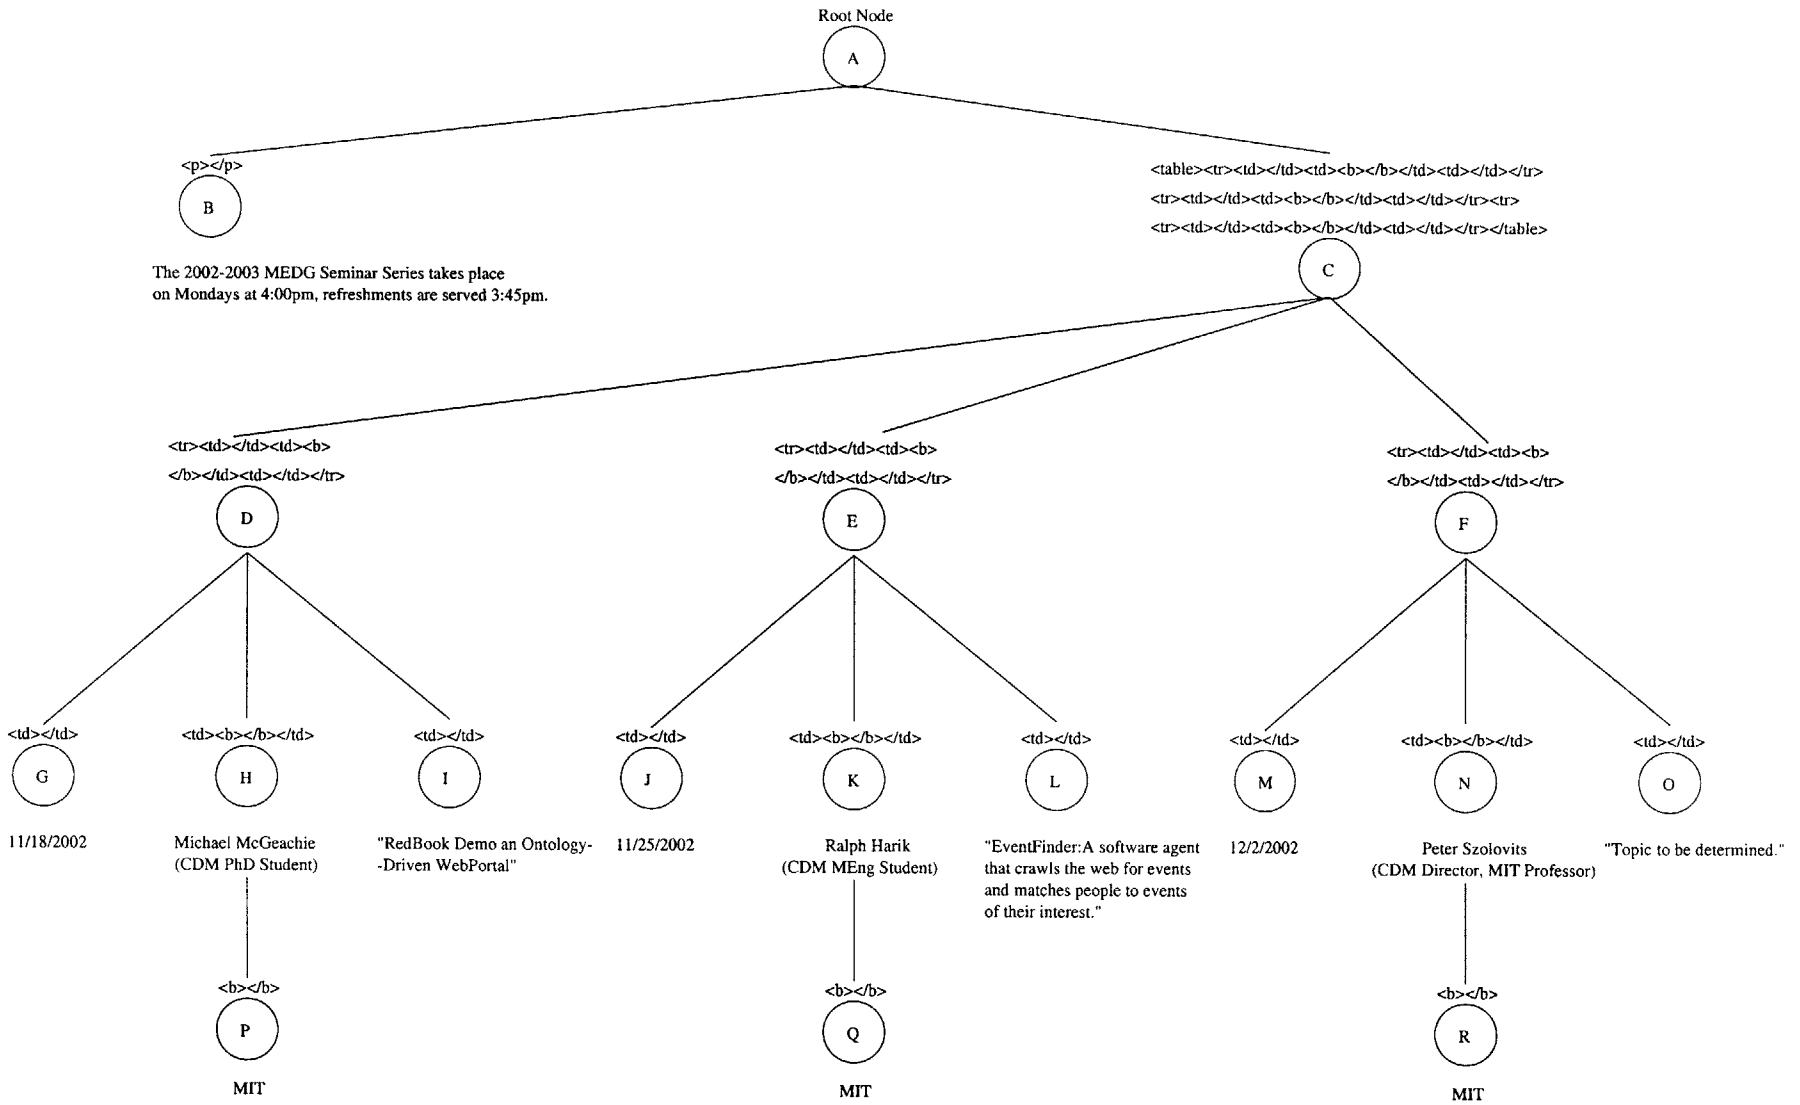 Root Node
A
<p></p>
B
The 2002-2003 MEDG Seminar Series takes place
on Mondays at 4:00pm, refreshments are served 3:45pm.
<table><tr><td></td><td><b></b></td><td></td></tr>
<tr><td></td><td><b></b></td><td></td></tr><tr>
<tr><td></td><td><b></b></td><td></td></tr></table>
C
<tr><td></td><td><b>
</b></td><td></td></tr>
D
<tr><td></td><td><b>
</b></td><td></td></tr>
E
<tr><td></td><td><b>
</b></td><td></td></tr>
F
<td></td>
G
11/18/2002
<td><b></b></td>
H
Michael McGeachie
(CDM PhD Student)
<td></td>
I
"RedBook Demo an Ontology-
-Driven WebPortal"
<td></td>
J
11/25/2002
<td><b></b></td>
K
Ralph Harik
(CDM MEng Student)
<td></td>
L
"EventFinder:A software agent
that crawls the web for events
and matches people to events
of their interest."
<td></td>
M
12/2/2002
<td><b></b></td>
N
Peter Szolovits
(CDM Director, MIT Professor)
<td></td>
O
"Topic to be determined."
<b></b>
P
MIT
<b></b>
Q
MIT
<b></b>
R
MIT